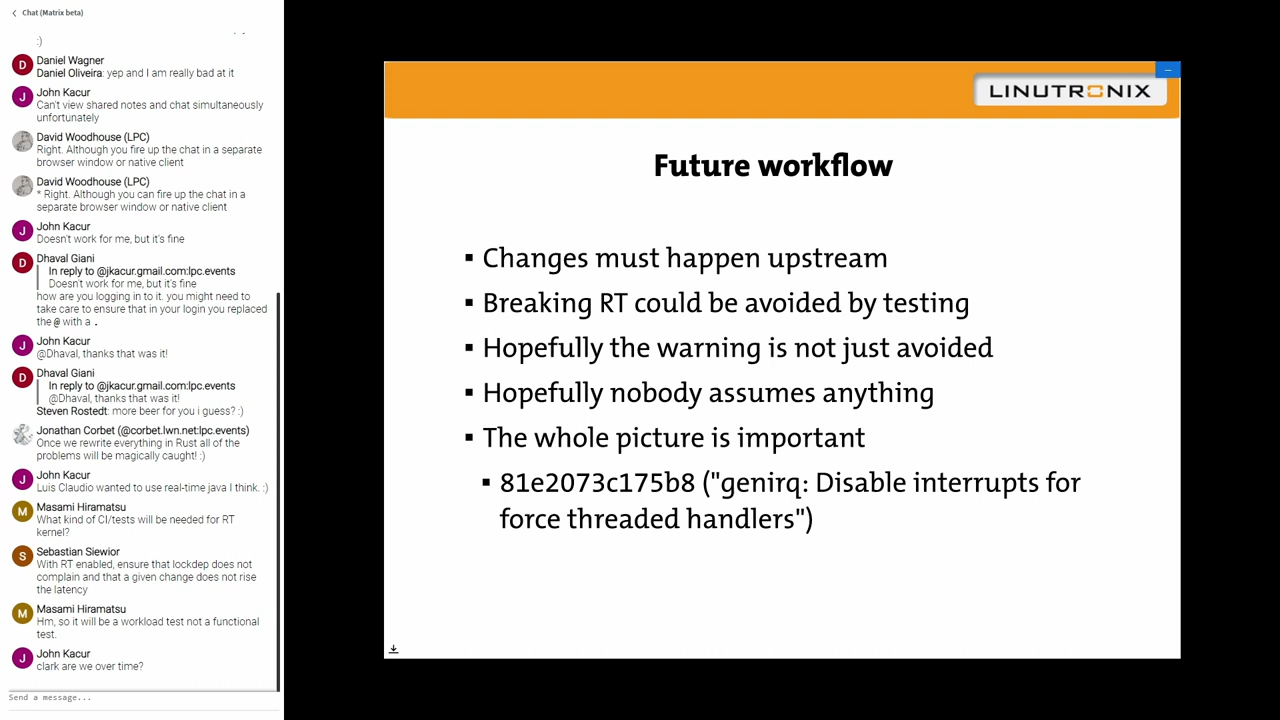 Chat (Matrix beta)
:)
Daniel Wagner
Daniel Oliveira: yep and I am really bad at it
John Kacur
Can't view shared notes and chat simultaneously
unfortunately
David Woodhouse (LPC)
Right. Although you fire up the chat in a separate
browser window or native client
David Woodhouse (LPC)
* Right. Although you can fire up the chat in a
separate browser window or native client
John Kacur
Doesn't work for me, but it's fine
Dhaval Giani
In reply to @jkacur.gmail.com:lpc.events
Doesn't work for me, but it's fine
how are you logging in to it. you might need to
take care to ensure that in your login you replaced
the @ with a .
John Kacur
@Dhaval, thanks that was it!
Dhaval Giani
In reply to @jkacur.gmail.com:lpc.events
@Dhaval, thanks that was it!
Steven Rostedt: more beer for you i guess? :)
Jonathan Corbet (@corbet.lwn.net:lpc.events)
Once we rewrite everything in Rust all of the
problems will be magically caught! :)
John Kacur
Luis Claudio wanted to use real-time java I think. :)
Masami Hiramatsu
What kind of CI/tests will be needed for RT
kernel?
Sebastian Siewior
With RT enabled, ensure that lockdep does not
complain and that a given change does not rise
the latency
Masami Hiramatsu
Hm, so it will be a workload test not a functional
test.
John Kacur
clark are we over time?
Send a message...
LINUTRONIX
Future workflow
▪ Changes must happen upstream
▪ Breaking RT could be avoided by testing
▪ Hopefully the warning is not just avoided
▪ Hopefully nobody assumes anything
▪ The whole picture is important
▪ 81e2073c175b8 ("genirq: Disable interrupts for
force threaded handlers")